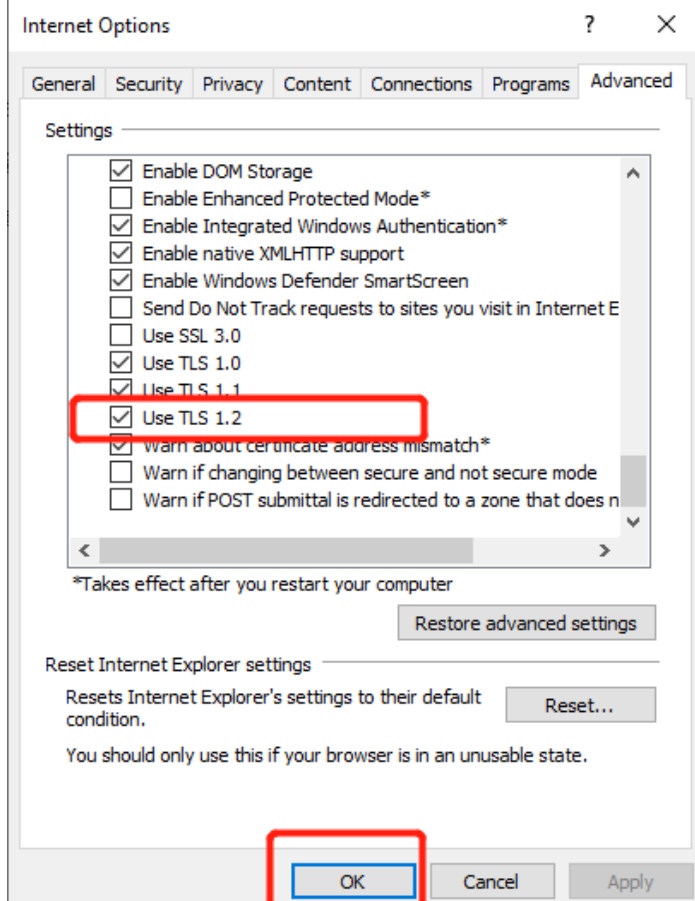 Internet Options ? ×
General Security Privacy Content Connections Programs Advanced
Settings
Enable DOM Storage
Enable Enhanced Protected Mode*
Enable Integrated Windows Authentication*
Enable native XMLHTTP support
Enable Windows Defender SmartScreen
Send Do Not Track requests to sites you visit in Internet E
Use SSL 3.0
Use TLS 1.0
Use TLS 1.1
Use TLS 1.2
Warn about certificate address mismatch*
Warn if changing between secure and not secure mode
Warn if POST submittal is redirected to a zone that does n
*Takes effect after you restart your computer
Restore advanced settings
Reset Internet Explorer settings
Resets Internet Explorer's settings to their default
condition.
Reset...
You should only use this if your browser is in an unusable state.
OK Cancel Apply